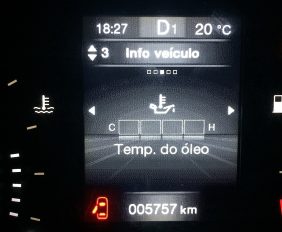 18:27 D1 20 °C
3 Info veículo
C H
Temp. do óleo
005757 km